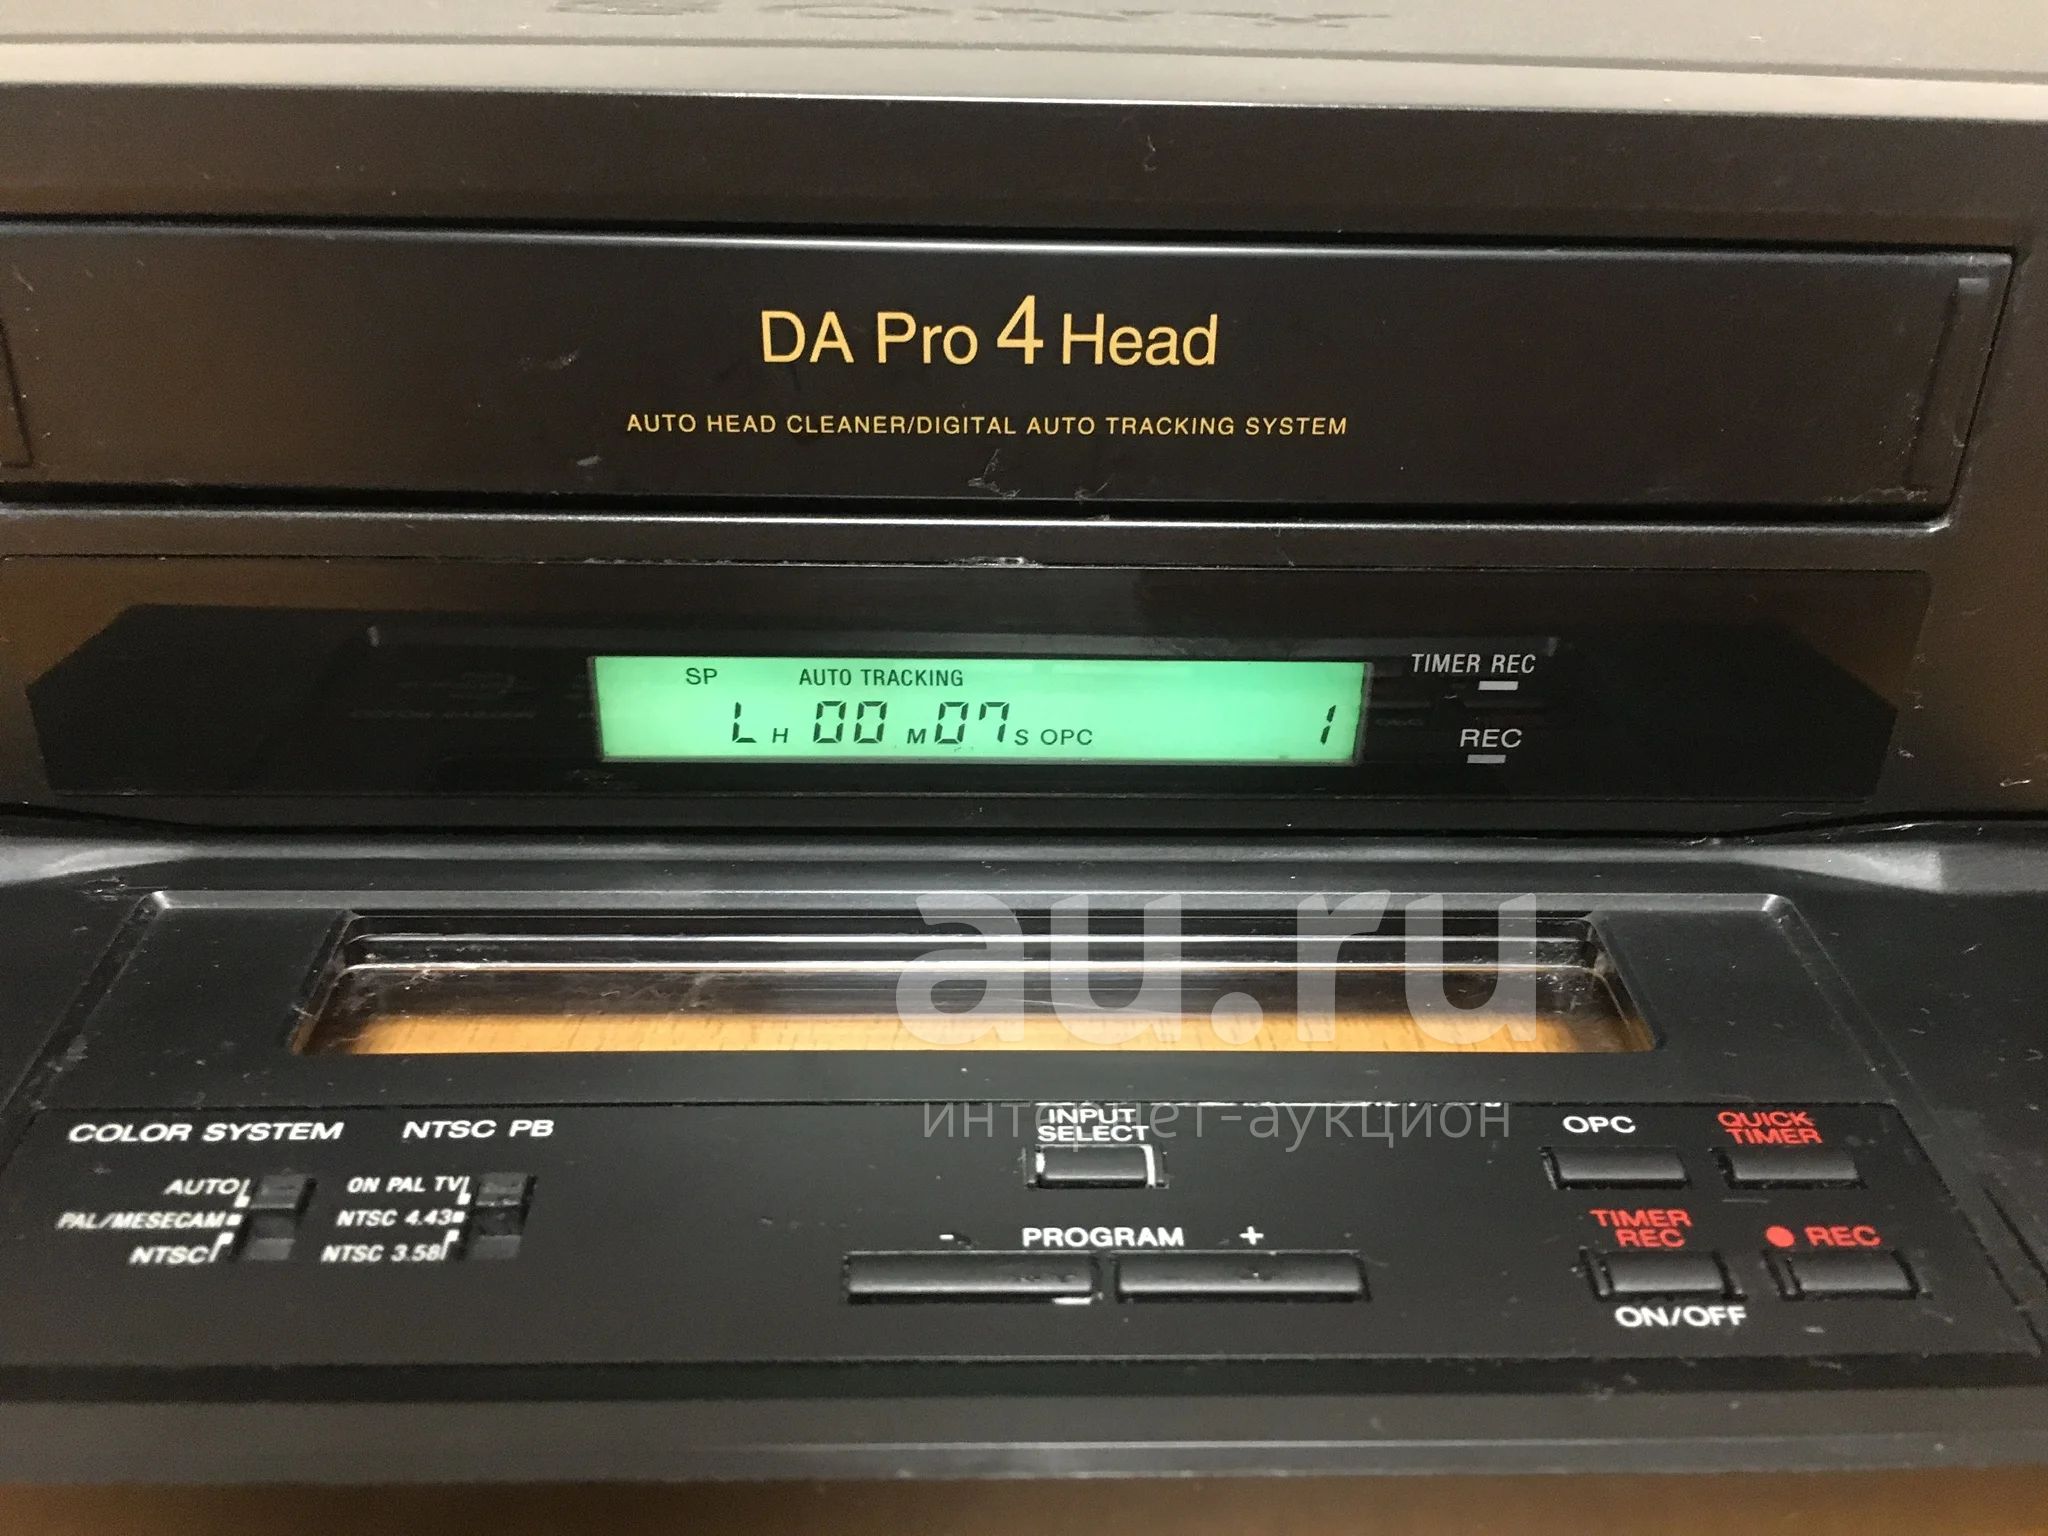 DA Pro 4 Head
AUTO HEAD CLEANER/DIGITAL AUTO TRACKING SYSTEM
SP AUTO TRACKING
L H 00 M 07 S OPC 1
TIMER REC
REC
au.ru
интернет-аукцион
COLOR SYSTEM
AUTO
PAL/MESECAM
NTSC
NTSC PB
ON PAL TV
NTSC 4.43
NTSC 3.58
INPUT
SELECT
- PROGRAM +
OPC
QUICK
TIMER
TIMER
REC
ON/OFF
● REC